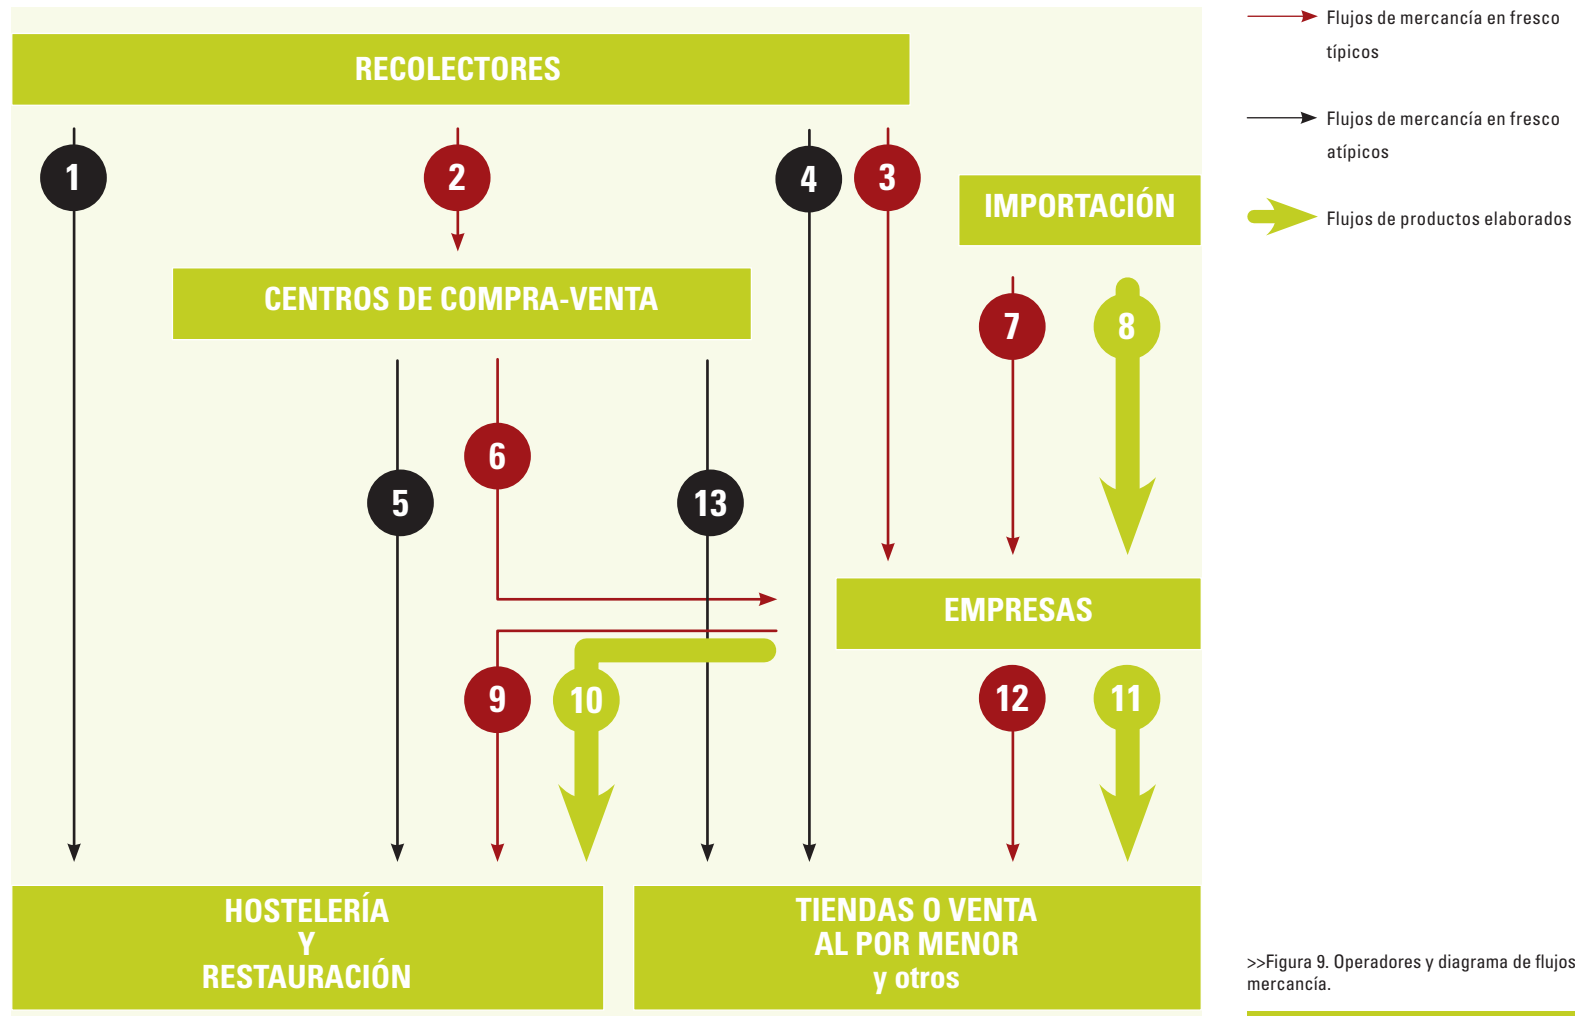 RECOLECTORES
Flujos de mercancía en fresco
típicos
Flujos de mercancía en fresco
atípicos
Flujos de productos elaborados
1
2
4
3
IMPORTACIÓN
CENTROS DE COMPRA-VENTA
7
8
6
5
13
EMPRESAS
9
10
12
11
HOSTELERÍA
Y
RESTAURACIÓN
TIENDAS O VENTA
AL POR MENOR
y otros
>>Figura 9. Operadores y diagrama de flujos
mercancía.